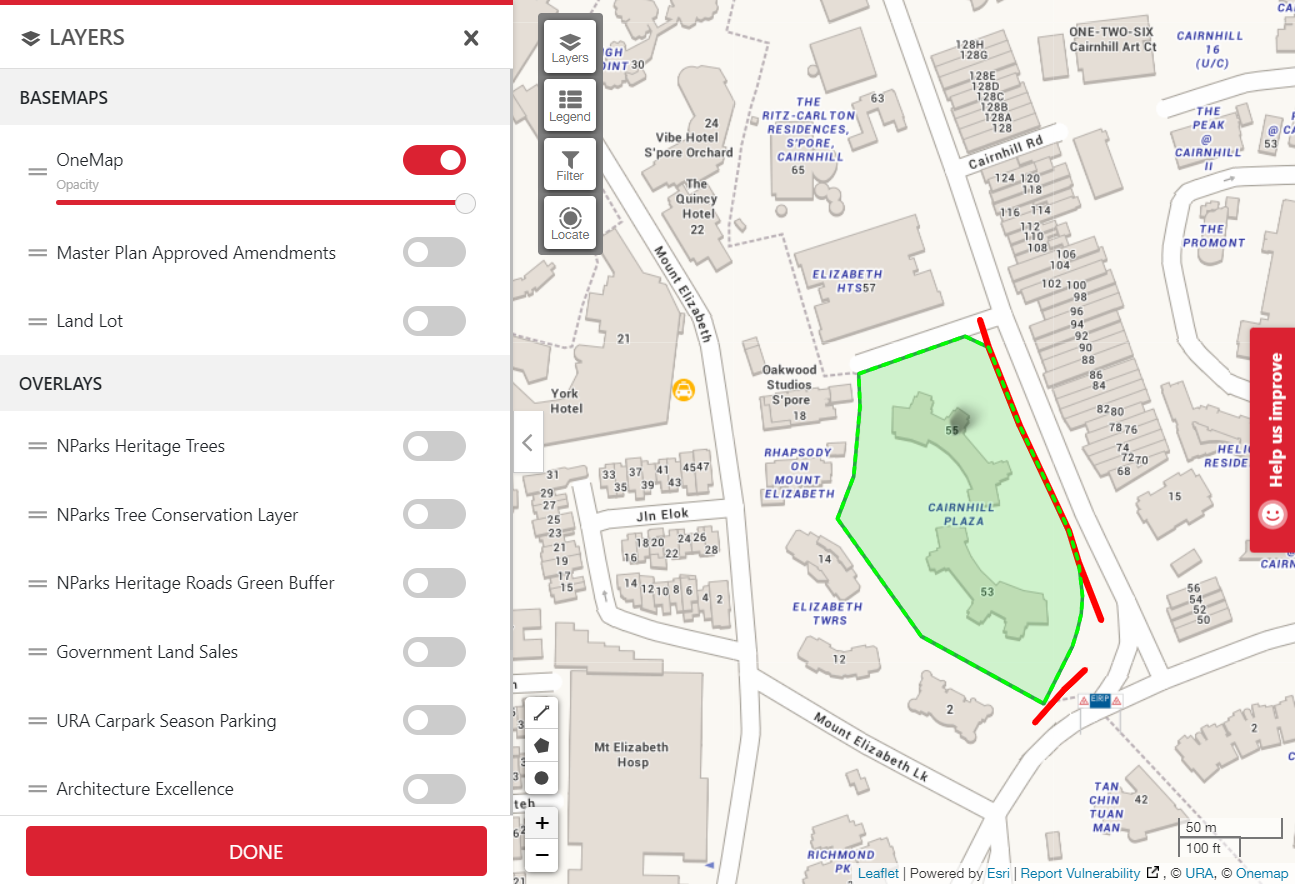 LAYERS
BASEMAPS
OneMap
Opacity
Master Plan Approved Amendments
Land Lot
OVERLAYS
NParks Heritage Trees
NParks Tree Conservation Layer
NParks Heritage Roads Green Buffer
Government Land Sales
URA Carpark Season Parking
Architecture Excellence
DONE
Layers
Legend
Filter
Locate
GH
OINT 30
24
Vibe Hotel
S'pore Orchard
The
Quincy
Hotel
22
THE
RITZ-CARLTON
RESIDENCES,
S'PORE,
CAIRNHILL
65
63
ONE-TWO-SIX
Cairnhill Art Ct
CAIRNHILL
16
(U/C)
128H
128G
128E
128D
128C
128B
128A
128
THE
PEAK
@
CAIRNHILL
II
53
Cairnhill Rd
124 120
118
116 114
112
110
108
106
104
102 100
98
96
94
92
90
88
86
84
82 80
78 76
74
72 70
68
THE
PROMONT
Mount Elizabeth
ELIZABETH
HTS 57
21
York
Hotel
Oakwood
Studios
S'pore
18
RHAPSODY
ON
MOUNT
ELIZABETH
55
CAIRNHILL
PLAZA
53
HELIO
RESIDE
15
Help us improve
31
29
27
25
23
21
19
17
15
33
35
37
39
41
43
45 47
Jln Elok
16
18 20
22
24 26
28
14
12 10 8 6
4
2
14
ELIZABETH
TWRS
12
2
56
54
52
50
ERP
Mount Elizabeth Lk
Mt Elizabeth
Hosp
TAN
CHIN
TUAN
MAN
42
2
RICHMOND
PK
+
−
50 m
100 ft
Leaflet | Powered by Esri | Report Vulnerability , © URA, © Onemap